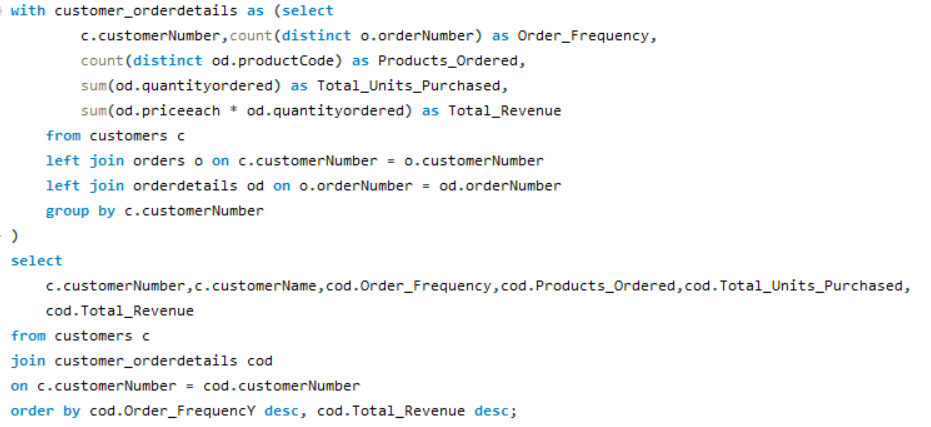 with customer_orderdetails as (select
c.customerNumber,count(distinct o.orderNumber) as Order_Frequency,
count(distinct od.productCode) as Products_Ordered,
sum(od.quantityordered) as Total_Units_Purchased,
sum(od.priceeach * od.quantityordered) as Total_Revenue
from customers c
left join orders o on c.customerNumber = o.customerNumber
left join orderdetails od on o.orderNumber = od.orderNumber
group by c.customerNumber
)
select
c.customerNumber,c.customerName,cod.Order_Frequency,cod.Products_Ordered,cod.Total_Units_Purchased,
cod.Total_Revenue
from customers c
join customer_orderdetails cod
on c.customerNumber = cod.customerNumber
order by cod.Order_FrequencY desc, cod.Total_Revenue desc;